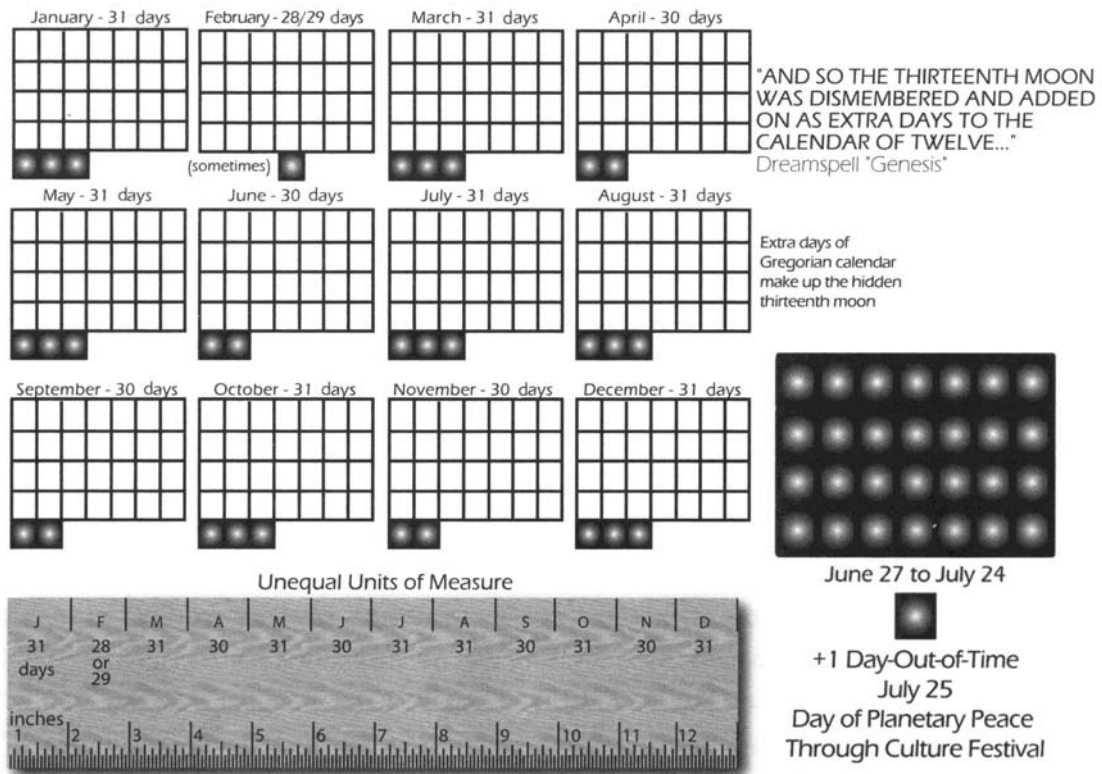 January - 31 days
February - 28/29 days
March - 31 days
April - 30 days
"AND SO THE THIRTEENTH MOON
WAS DISMEMBERED AND ADDED
ON AS EXTRA DAYS TO THE
CALENDAR OF TWELVE..."
Dreamspell "Genesis"
(sometimes)
May - 31 days
June - 30 days
July - 31 days
August - 31 days
Extra days of
Gregorian calendar
make up the hidden
thirteenth moon
September - 30 days
October - 31 days
November - 30 days
December - 31 days
June 27 to July 24
+1 Day-Out-of-Time
July 25
Day of Planetary Peace
Through Culture Festival
Unequal Units of Measure
J F M A M J J A S O N D
31 28 31 30 31 30 31 31 30 31 30 31
days or
29
inches
1 2 3 4 5 6 7 8 9 10 11 12